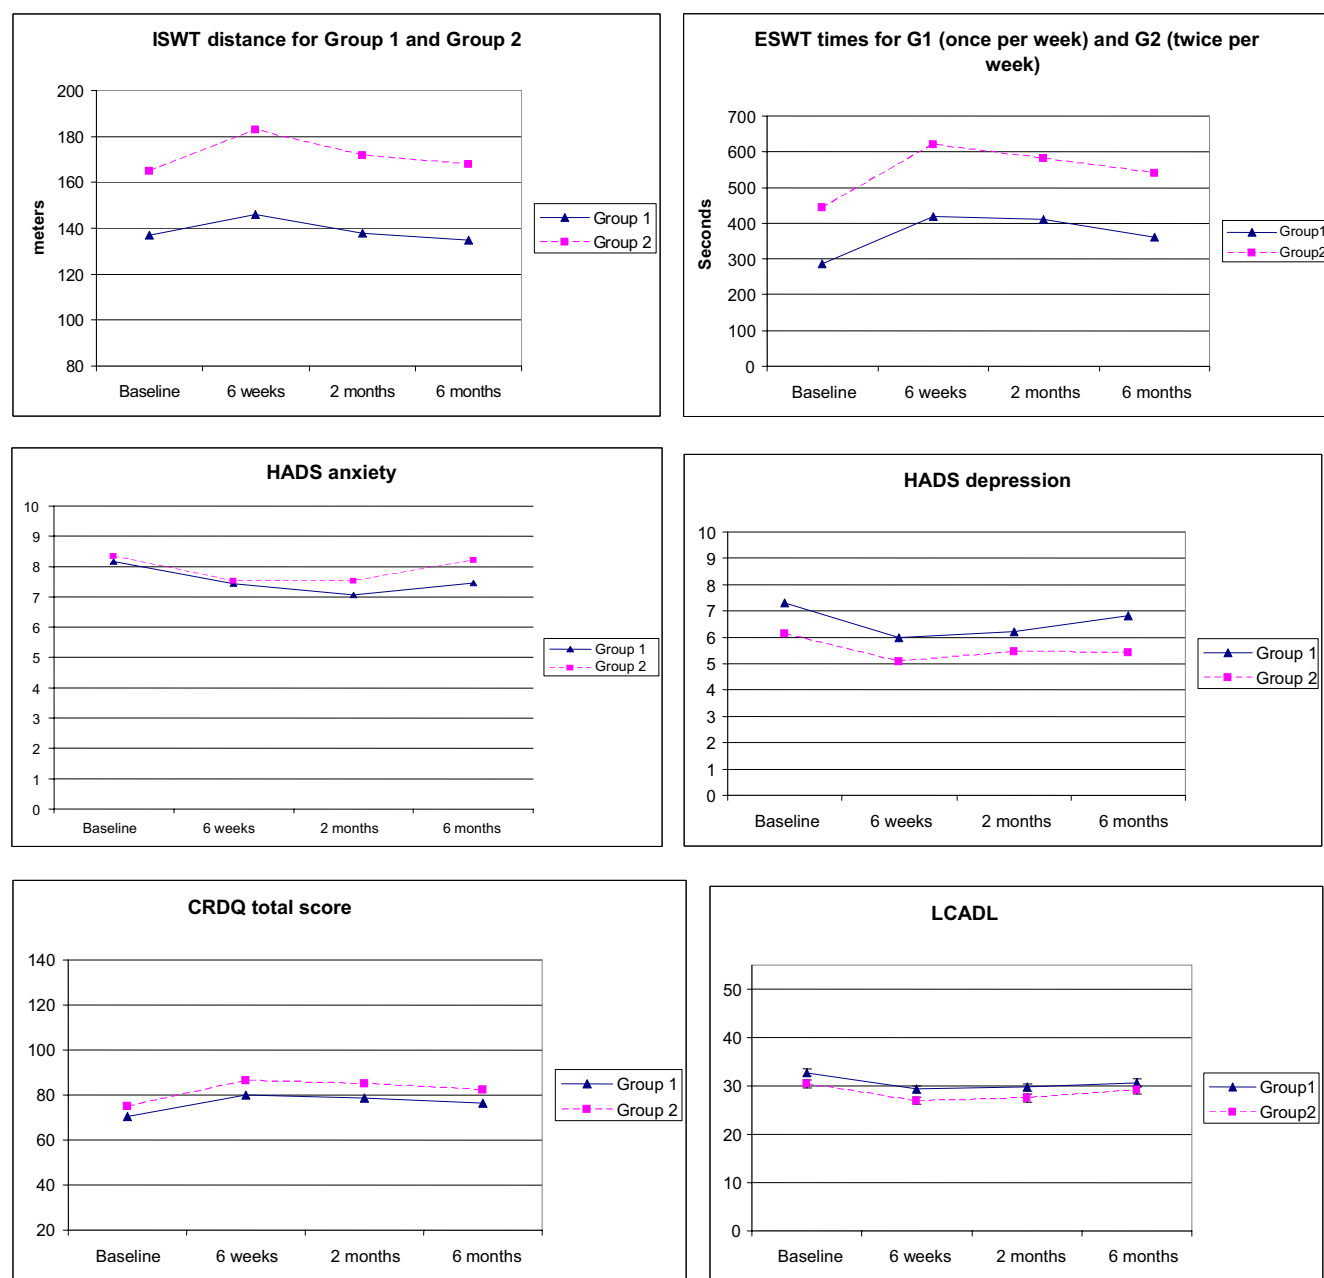 ISWT distance for Group 1 and Group 2
meters
200
180
160
140
120
100
80
Baseline 6 weeks 2 months 6 months
Group 1
Group 2
ESWT times for G1 (once per week) and G2 (twice per
week)
Seconds
700
600
500
400
300
200
100
0
Baseline 6 weeks 2 months 6 months
Group1
Group2
HADS anxiety
10
9
8
7
6
5
4
3
2
1
0
Baseline 6 weeks 2 months 6 months
Group 1
Group 2
HADS depression
10
9
8
7
6
5
4
3
2
1
0
Baseline 6 weeks 2 months 6 months
Group 1
Group 2
CRDQ total score
140
120
100
80
60
40
20
Baseline 6 weeks 2 months 6 months
Group 1
Group 2
LCADL
50
40
30
20
10
0
Baseline 6 weeks 2 months 6 months
Group1
Group2